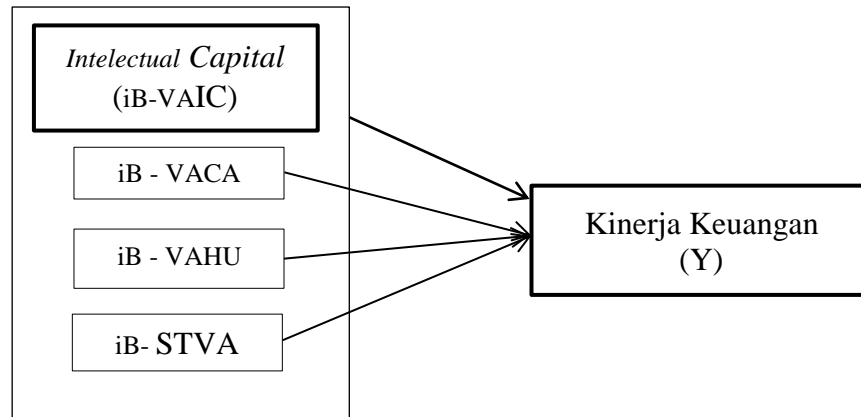 Intelectual Capital
(iB-VAIC)
iB - VACA
iB - VAHU
iB- STVA
Kinerja Keuangan
(Y)